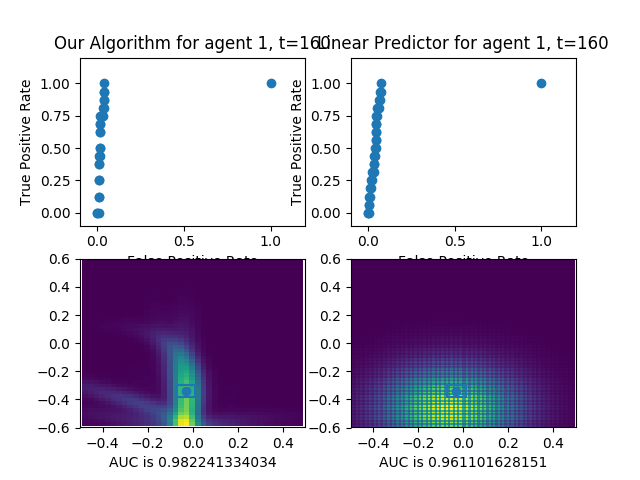 Our Algorithm for agent 1, t=160
Linear Predictor for agent 1, t=160
True Positive Rate
1.00
0.75
0.50
0.25
0.00
0.0 0.5 1.0
False Positive Rate
True Positive Rate
1.00
0.75
0.50
0.25
0.00
0.0 0.5 1.0
False Positive Rate
0.6
0.4
0.2
0.0
−0.2
−0.4
−0.6
−0.4 −0.2 0.0 0.2 0.4
AUC is 0.982241334034
0.6
0.4
0.2
0.0
−0.2
−0.4
−0.6
−0.4 −0.2 0.0 0.2 0.4
AUC is 0.961101628151